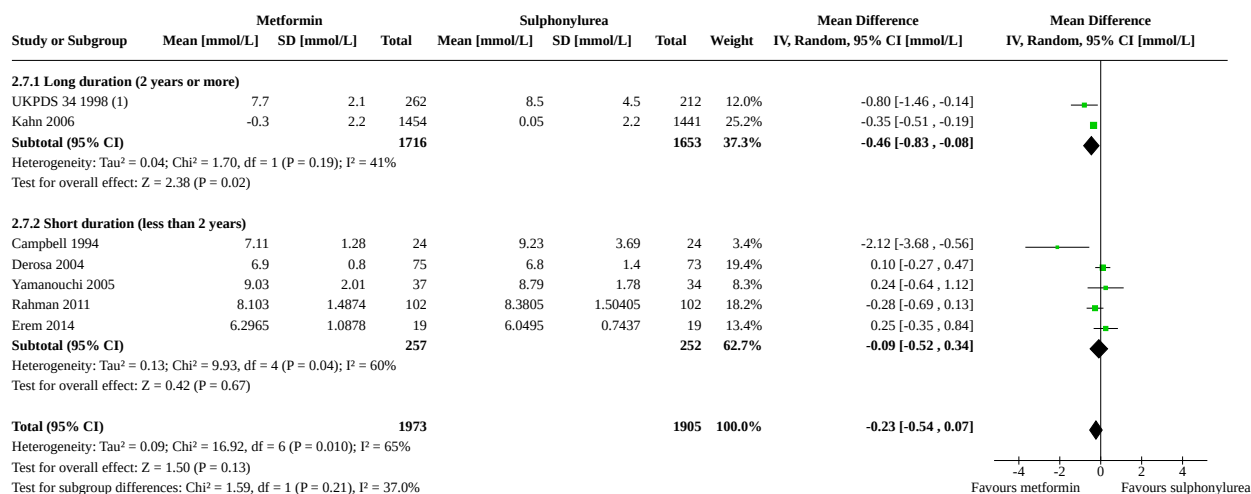 Metformin Sulphonylurea Mean Difference Mean Difference
Study or Subgroup Mean [mmol/L] SD [mmol/L] Total Mean [mmol/L] SD [mmol/L] Total Weight IV, Random, 95% CI [mmol/L] IV, Random, 95% CI [mmol/L]
2.7.1 Long duration (2 years or more)
UKPDS 34 1998 (1) 7.7 2.1 262 8.5 4.5 212 12.0% -0.80 [-1.46 , -0.14]
Kahn 2006 -0.3 2.2 1454 0.05 2.2 1441 25.2% -0.35 [-0.51 , -0.19]
Subtotal (95% CI) 1716 1653 37.3% -0.46 [-0.83 , -0.08]
Heterogeneity: Tau² = 0.04; Chi² = 1.70, df = 1 (P = 0.19); I² = 41%
Test for overall effect: Z = 2.38 (P = 0.02)
2.7.2 Short duration (less than 2 years)
Campbell 1994 7.11 1.28 24 9.23 3.69 24 3.4% -2.12 [-3.68 , -0.56]
Derosa 2004 6.9 0.8 75 6.8 1.4 73 19.4% 0.10 [-0.27 , 0.47]
Yamanouchi 2005 9.03 2.01 37 8.79 1.78 34 8.3% 0.24 [-0.64 , 1.12]
Rahman 2011 8.103 1.4874 102 8.3805 1.50405 102 18.2% -0.28 [-0.69 , 0.13]
Erem 2014 6.2965 1.0878 19 6.0495 0.7437 19 13.4% 0.25 [-0.35 , 0.84]
Subtotal (95% CI) 257 252 62.7% -0.09 [-0.52 , 0.34]
Heterogeneity: Tau² = 0.13; Chi² = 9.93, df = 4 (P = 0.04); I² = 60%
Test for overall effect: Z = 0.42 (P = 0.67)
Total (95% CI) 1973 1905 100.0% -0.23 [-0.54 , 0.07]
Heterogeneity: Tau² = 0.09; Chi² = 16.92, df = 6 (P = 0.010); I² = 65%
Test for overall effect: Z = 1.50 (P = 0.13)
-4 -2 0 2 4
Test for subgroup differences: Chi² = 1.59, df = 1 (P = 0.21), I² = 37.0%
Favours metformin Favours sulphonylurea